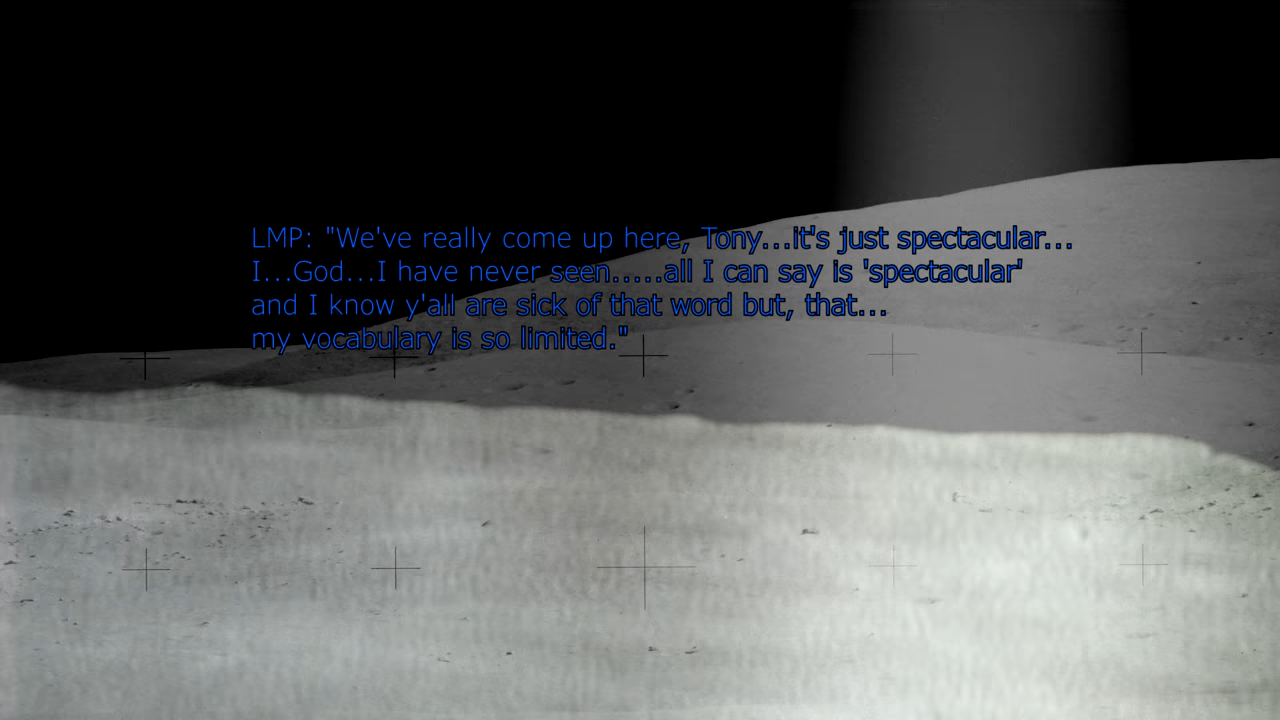 LMP: "We've really come up here, Tony...it's just spectacular...
I...God...I have never seen.....all I can say is 'spectacular'
and I know y'all are sick of that word but, that...
my vocabulary is so limited."